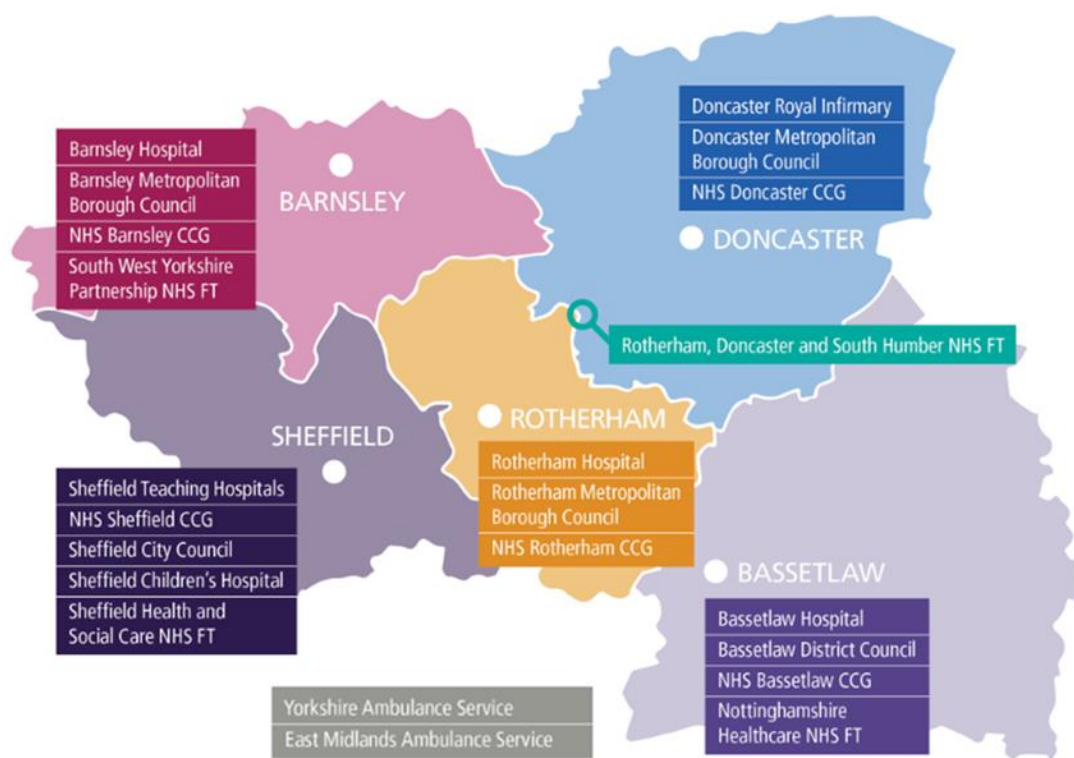 Barnsley Hospital
Barnsley Metropolitan
Borough Council
NHS Barnsley CCG
South West Yorkshire
Partnership NHS FT
BARNSLEY
Doncaster Royal Infirmary
Doncaster Metropolitan
Borough Council
NHS Doncaster CCG
DONCASTER
Rotherham, Doncaster and South Humber NHS FT
SHEFFIELD
Sheffield Teaching Hospitals
NHS Sheffield CCG
Sheffield City Council
Sheffield Children's Hospital
Sheffield Health and
Social Care NHS FT
ROTHERHAM
Rotherham Hospital
Rotherham Metropolitan
Borough Council
NHS Rotherham CCG
BASSETLAW
Bassetlaw Hospital
Bassetlaw District Council
NHS Bassetlaw CCG
Nottinghamshire
Healthcare NHS FT
Yorkshire Ambulance Service
East Midlands Ambulance Service